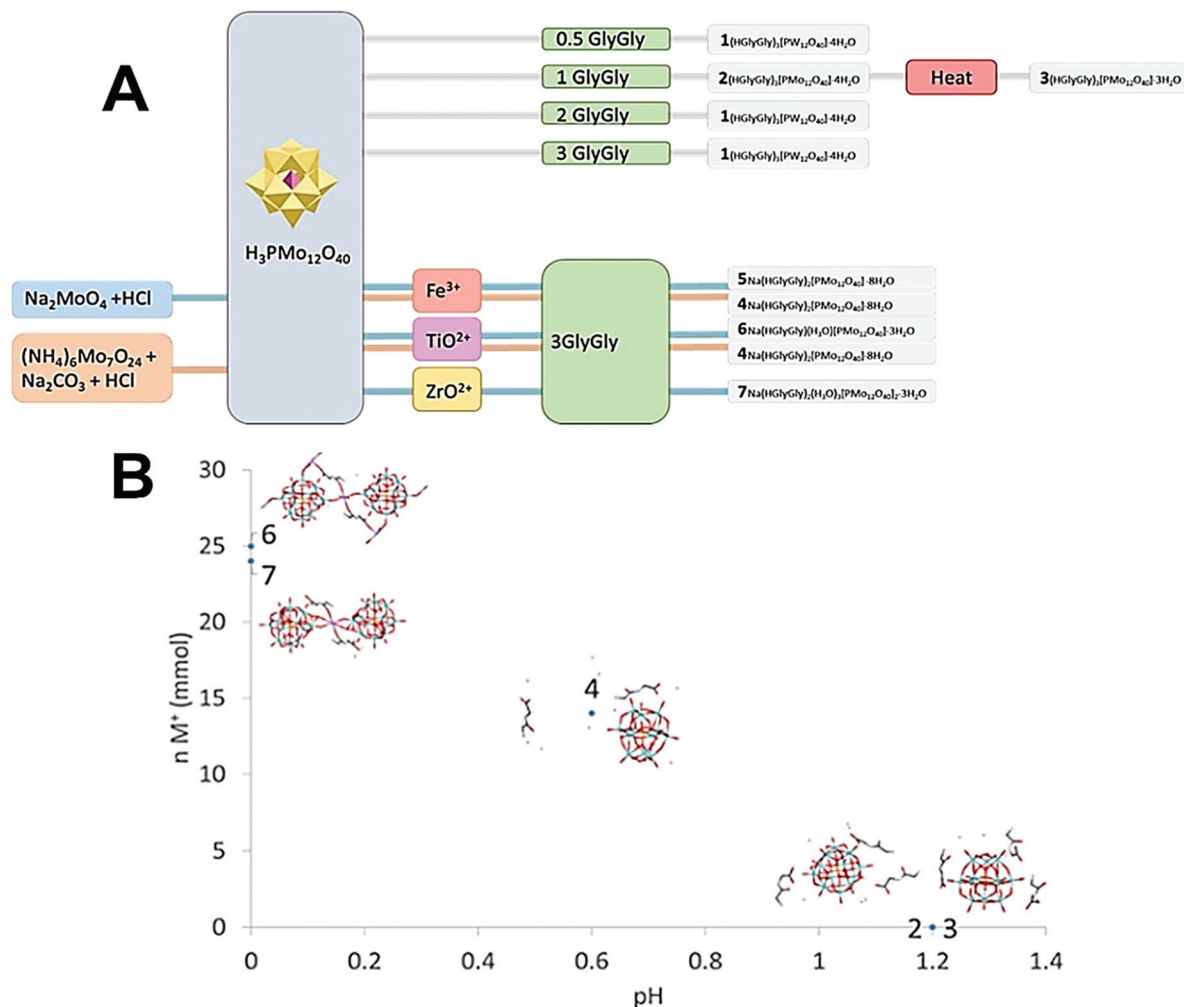 A
0.5 GlyGly
1(HGlyGly)₃[PW₁₂O₄₀]·4H₂O
1 GlyGly
2(HGlyGly)₃[PMo₁₂O₄₀]·4H₂O
Heat
3(HGlyGly)₃[PMo₁₂O₄₀]·3H₂O
2 GlyGly
1(HGlyGly)₃[PW₁₂O₄₀]·4H₂O
3 GlyGly
1(HGlyGly)₃[PW₁₂O₄₀]·4H₂O
H₃PMo₁₂O₄₀
Na₂MoO₄ +HCl
(NH₄)₆Mo₇O₂₄ +
Na₂CO₃ + HCl
Fe³⁺
TiO²⁺
ZrO²⁺
3GlyGly
5Na(HGlyGly)₂[PMo₁₂O₄₀]·8H₂O
4Na(HGlyGly)₂[PMo₁₂O₄₀]·8H₂O
6Na(HGlyGly)(H₃O)[PMo₁₂O₄₀]·3H₂O
4Na(HGlyGly)₂[PMo₁₂O₄₀]·8H₂O
7Na(HGlyGly)₂(H₃O)₃[PMo₁₂O₄₀]₂·3H₂O
B
n M⁺ (mmol)
30
25
20
15
10
5
0
6
7
4
2 3
0 0.2 0.4 0.6 0.8 1 1.2 1.4
pH